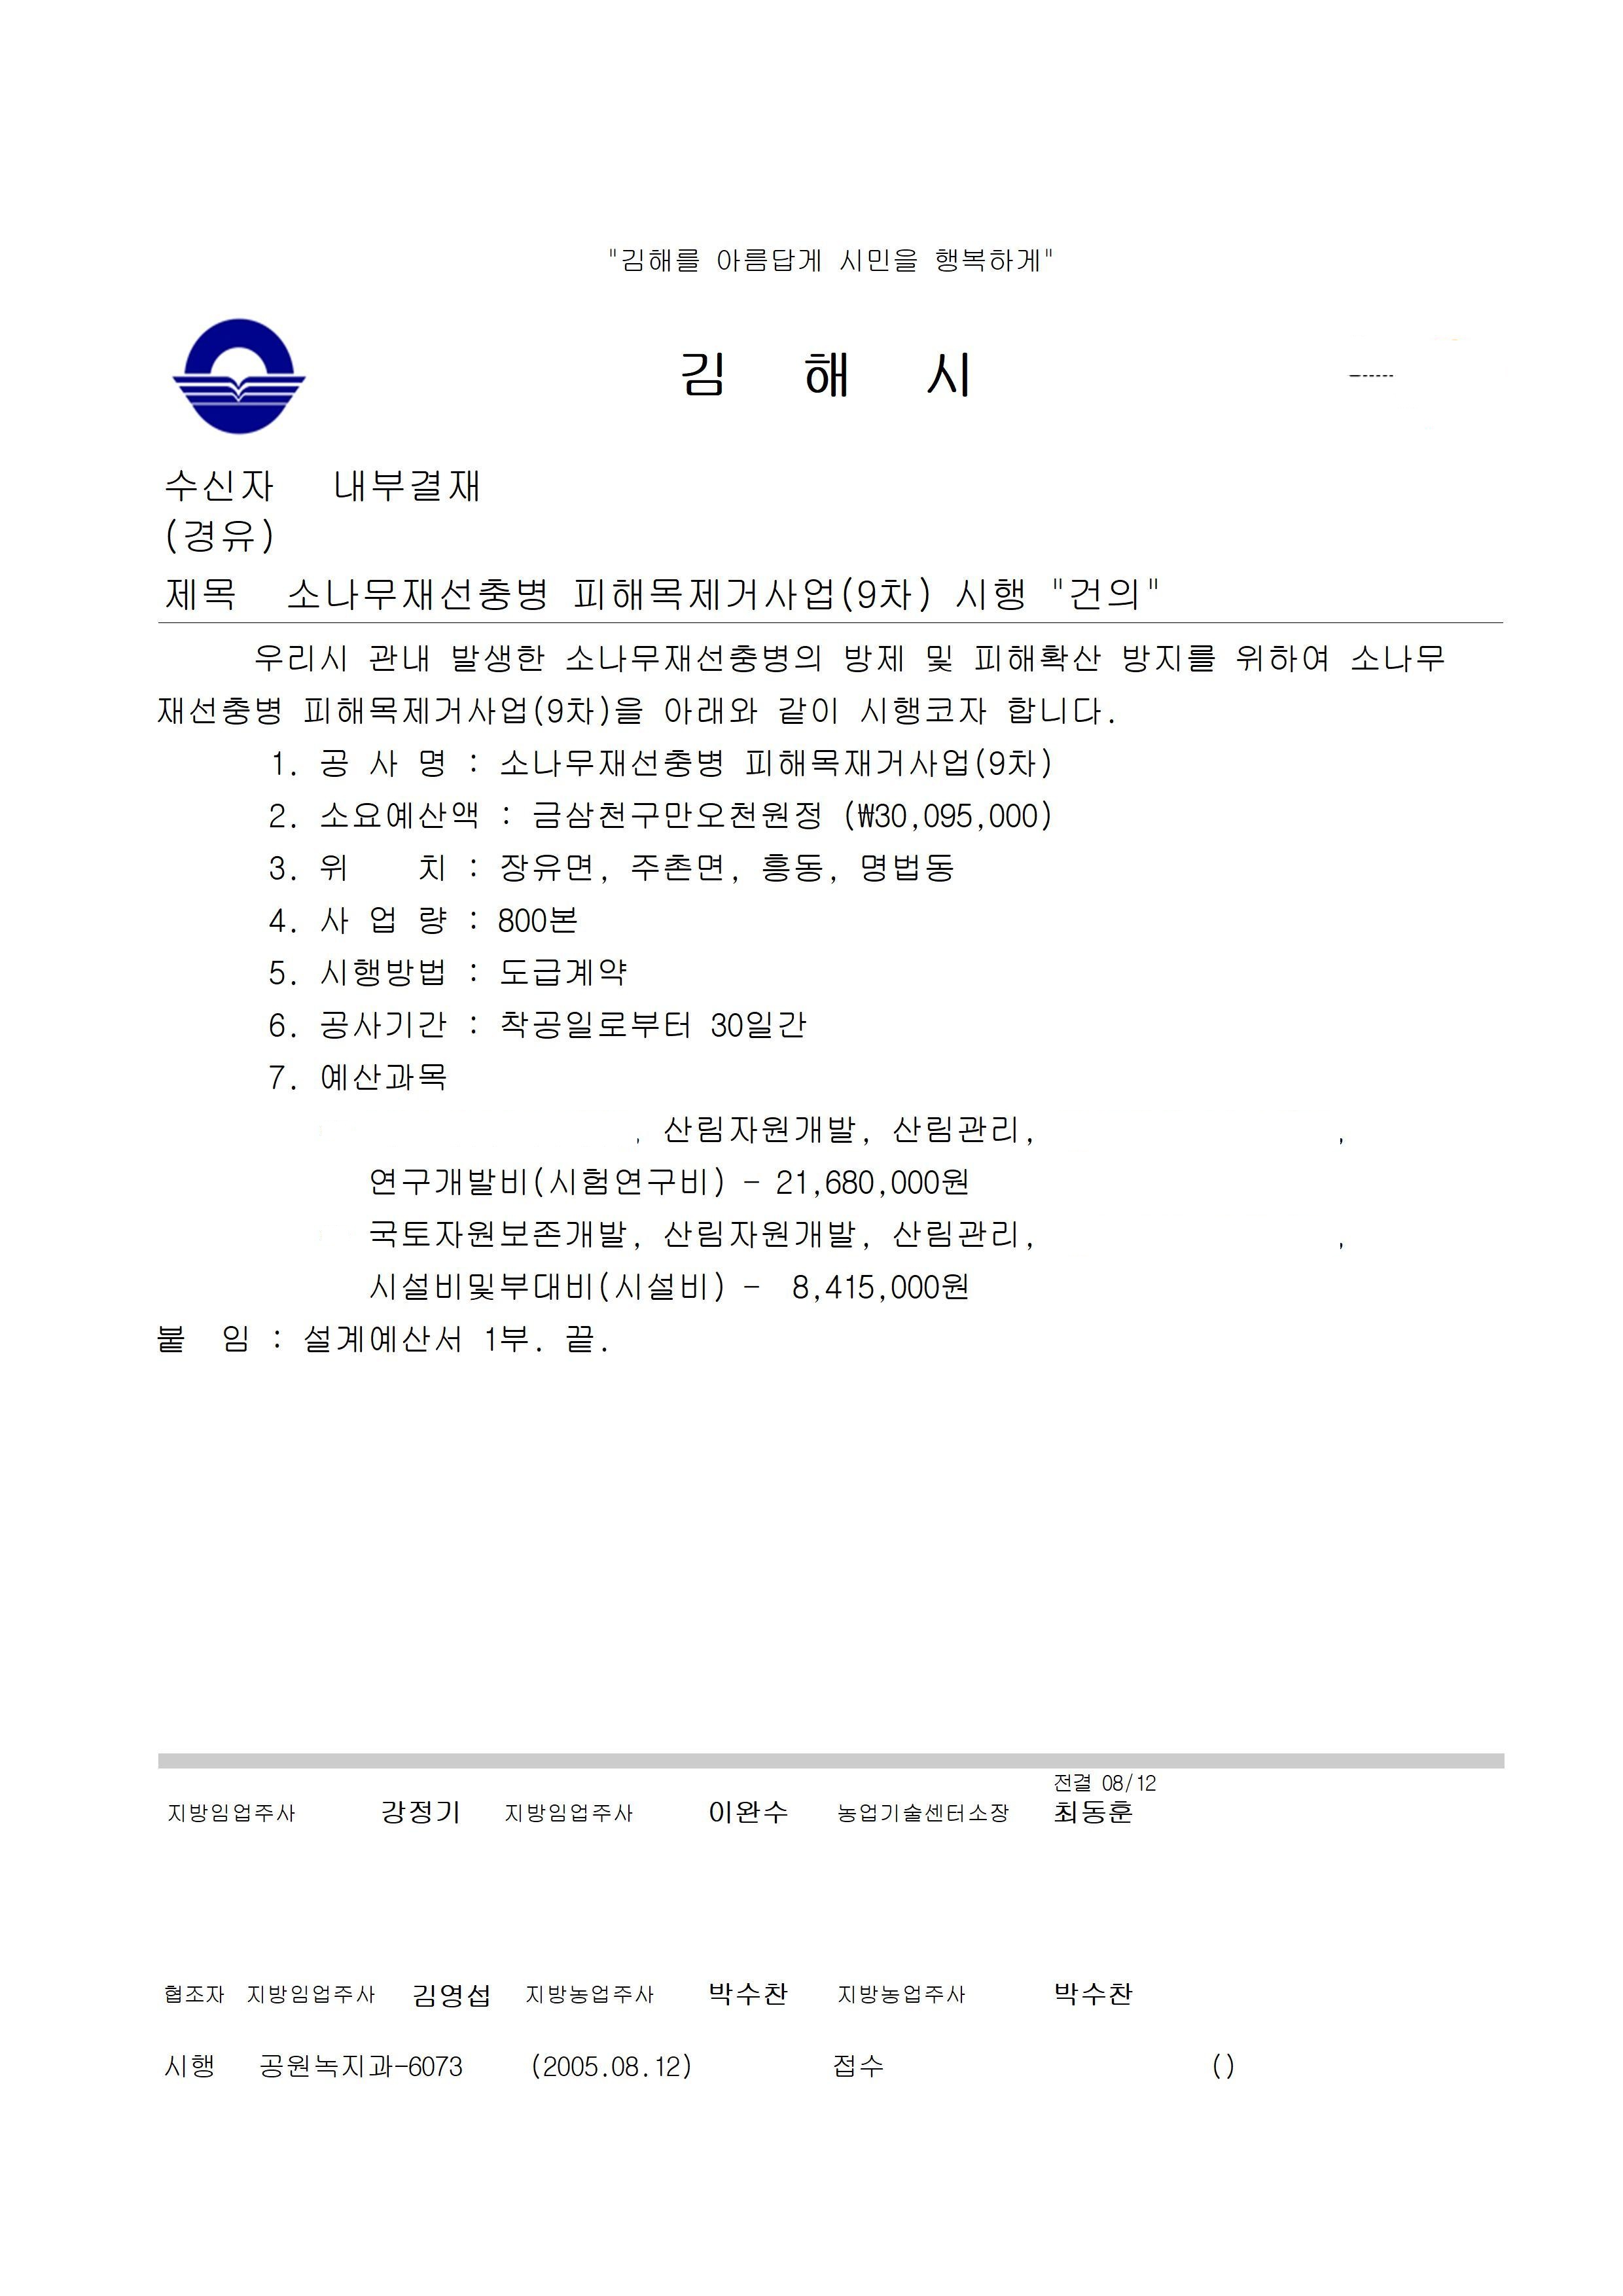 "김해를 아름답게 시민을 행복하게"
김 해 시
수신자 내부결재
(경유)
제목 소나무재선충병 피해목제거사업(9차) 시행 "건의"
우리시 관내 발생한 소나무재선충병의 방제 및 피해확산 방지를 위하여 소나무
재선충병 피해목제거사업(9차)을 아래와 같이 시행코자 합니다.
1. 공 사 명 : 소나무재선충병 피해목재거사업(9차)
2. 소요예산액 : 금삼천구만오천원정 (₩30,095,000)
3. 위 치 : 장유면, 주촌면, 흥동, 명법동
4. 사 업 량 : 800본
5. 시행방법 : 도급계약
6. 공사기간 : 착공일로부터 30일간
7. 예산과목
, 산림자원개발, 산림관리, ,
연구개발비(시험연구비) - 21,680,000원
국토자원보존개발, 산림자원개발, 산림관리, ,
시설비및부대비(시설비) - 8,415,000원
붙 임 : 설계예산서 1부. 끝.
전결 08/12
지방임업주사 강정기 지방임업주사 이완수 농업기술센터소장 최동훈
협조자 지방임업주사 김영섭 지방농업주사 박수찬 지방농업주사 박수찬
시행 공원녹지과-6073 (2005.08.12) 접수 ()